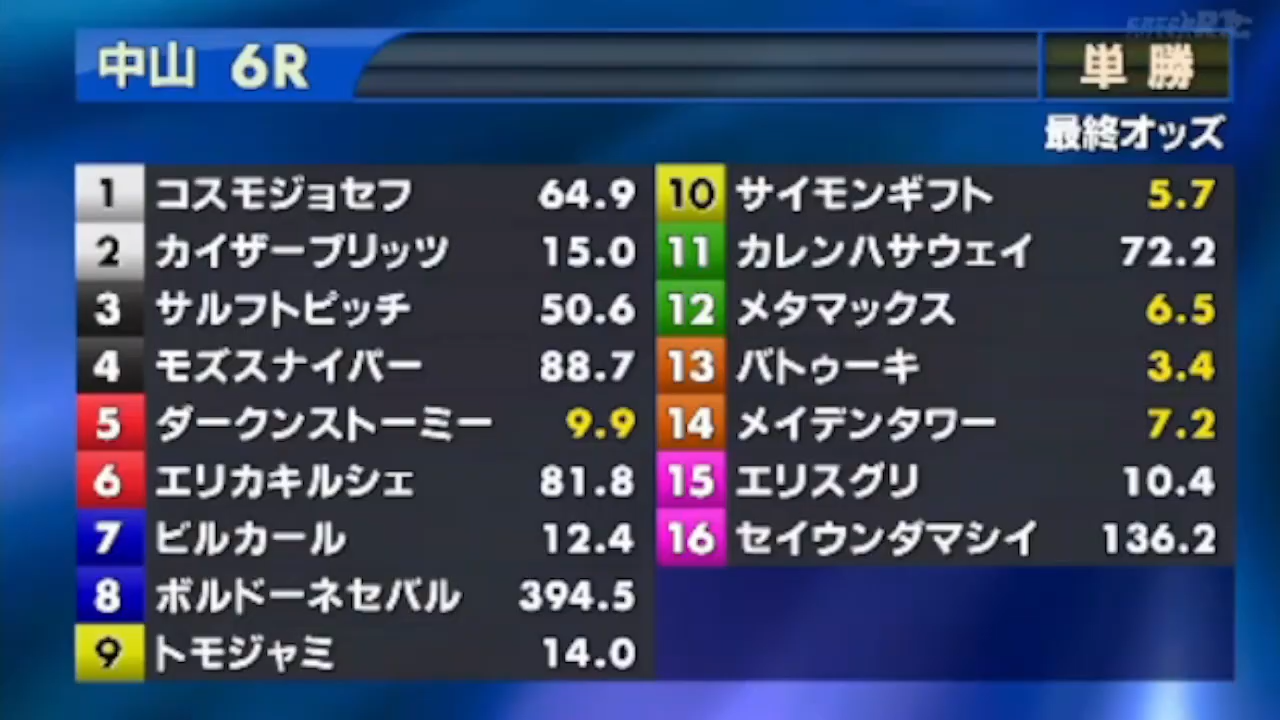 中山 6R
単勝
最終オッズ
1 コスモジョセフ 64.9
2 カイザーブリッツ 15.0
3 サルフトピッチ 50.6
4 モズスナイパー 88.7
5 ダークンストーミー 9.9
6 エリカキルシェ 81.8
7 ビルカール 12.4
8 ボルドーネセバル 394.5
9 トモジャミ 14.0
10 サイモンギフト 5.7
11 カレンハサウェイ 72.2
12 メタマックス 6.5
13 バトゥーキ 3.4
14 メイデンタワー 7.2
15 エリスグリ 10.4
16 セイウンダマシイ 136.2